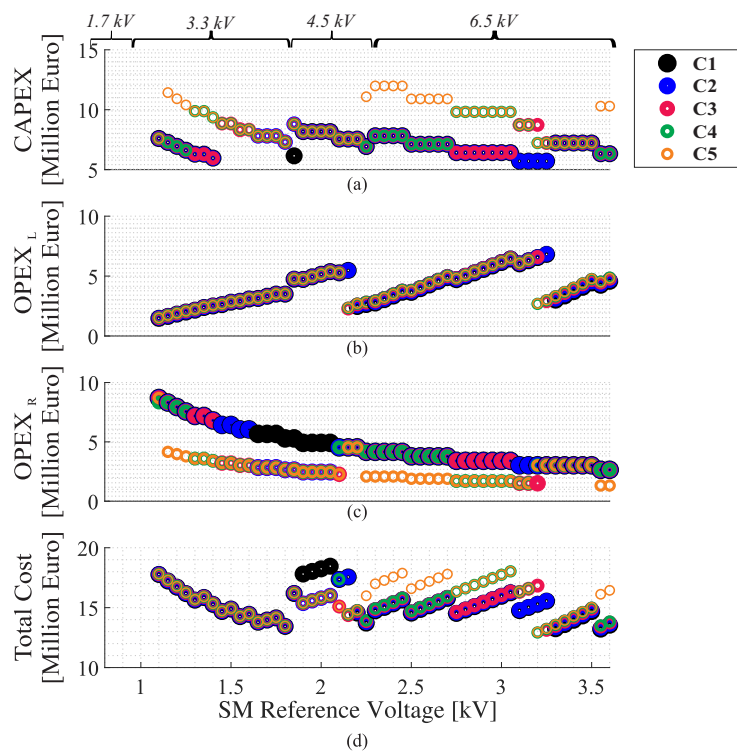 1.7 kV 3.3 kV 4.5 kV 6.5 kV
CAPEX
[Million Euro]
15
10
5
(a)
C1
C2
C3
C4
C5
OPEX L
[Million Euro]
10
5
0
(b)
OPEX R
[Million Euro]
10
5
0
(c)
Total Cost
[Million Euro]
20
15
10
1 1.5 2 2.5 3 3.5
SM Reference Voltage [kV]
(d)